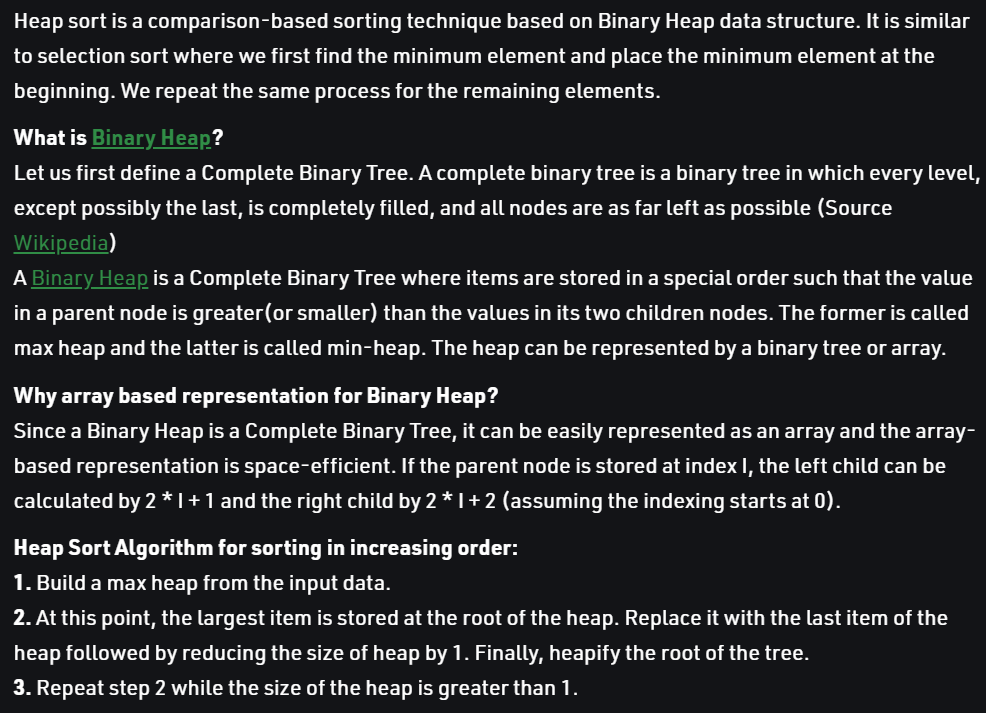 Heap sort is a comparison-based sorting technique based on Binary Heap data structure. It is similar
to selection sort where we first find the minimum element and place the minimum element at the
beginning. We repeat the same process for the remaining elements.
What is Binary Heap?
Let us first define a Complete Binary Tree. A complete binary tree is a binary tree in which every level,
except possibly the last, is completely filled, and all nodes are as far left as possible (Source
Wikipedia)
A Binary Heap is a Complete Binary Tree where items are stored in a special order such that the value
in a parent node is greater(or smaller) than the values in its two children nodes. The former is called
max heap and the latter is called min-heap. The heap can be represented by a binary tree or array.
Why array based representation for Binary Heap?
Since a Binary Heap is a Complete Binary Tree, it can be easily represented as an array and the array-
based representation is space-efficient. If the parent node is stored at index I, the left child can be
calculated by 2 * I + 1 and the right child by 2 * I + 2 (assuming the indexing starts at 0).
Heap Sort Algorithm for sorting in increasing order:
1. Build a max heap from the input data.
2. At this point, the largest item is stored at the root of the heap. Replace it with the last item of the
heap followed by reducing the size of heap by 1. Finally, heapify the root of the tree.
3. Repeat step 2 while the size of the heap is greater than 1.